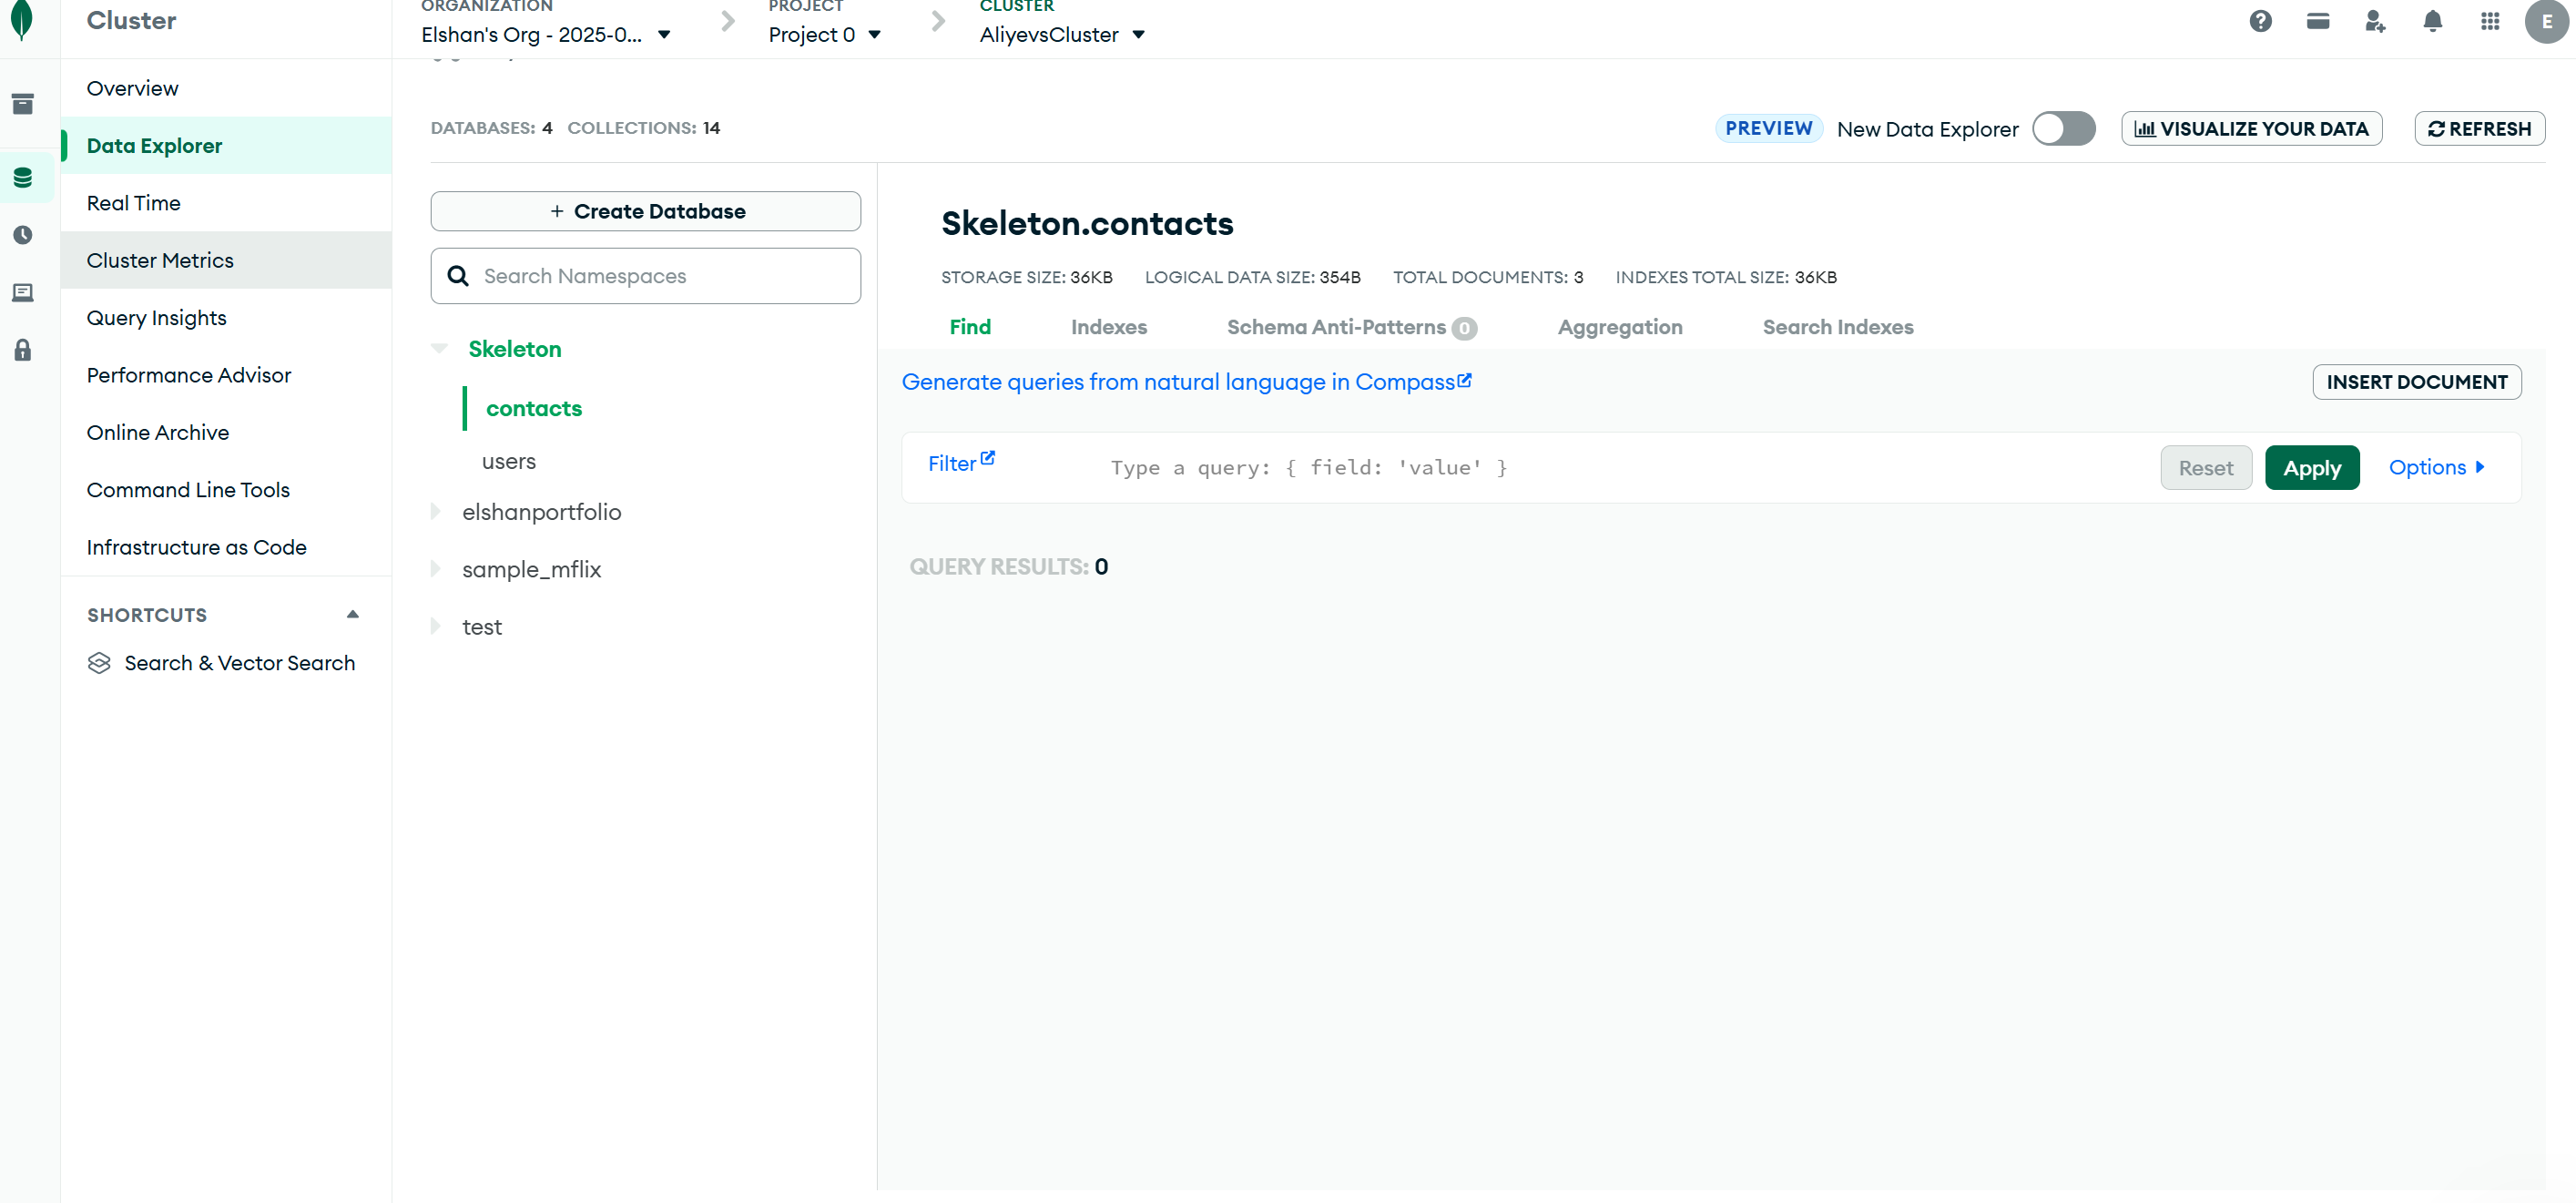 Cluster
ORGANIZATION
Elshan's Org - 2025-0...
PROJECT
Project 0
CLUSTER
AliyevsCluster
E
Overview
Data Explorer
Real Time
Cluster Metrics
Query Insights
Performance Advisor
Online Archive
Command Line Tools
Infrastructure as Code
SHORTCUTS
Search & Vector Search
DATABASES: 4 COLLECTIONS: 14
PREVIEW New Data Explorer
VISUALIZE YOUR DATA
REFRESH
+ Create Database
Search Namespaces
Skeleton
contacts
users
elshanportfolio
sample_mflix
test
Skeleton.contacts
STORAGE SIZE: 36KB LOGICAL DATA SIZE: 354B TOTAL DOCUMENTS: 3 INDEXES TOTAL SIZE: 36KB
Find Indexes Schema Anti-Patterns 0 Aggregation Search Indexes
Generate queries from natural language in Compass
INSERT DOCUMENT
Filter
Type a query: { field: 'value' }
Reset
Apply
Options
QUERY RESULTS: 0